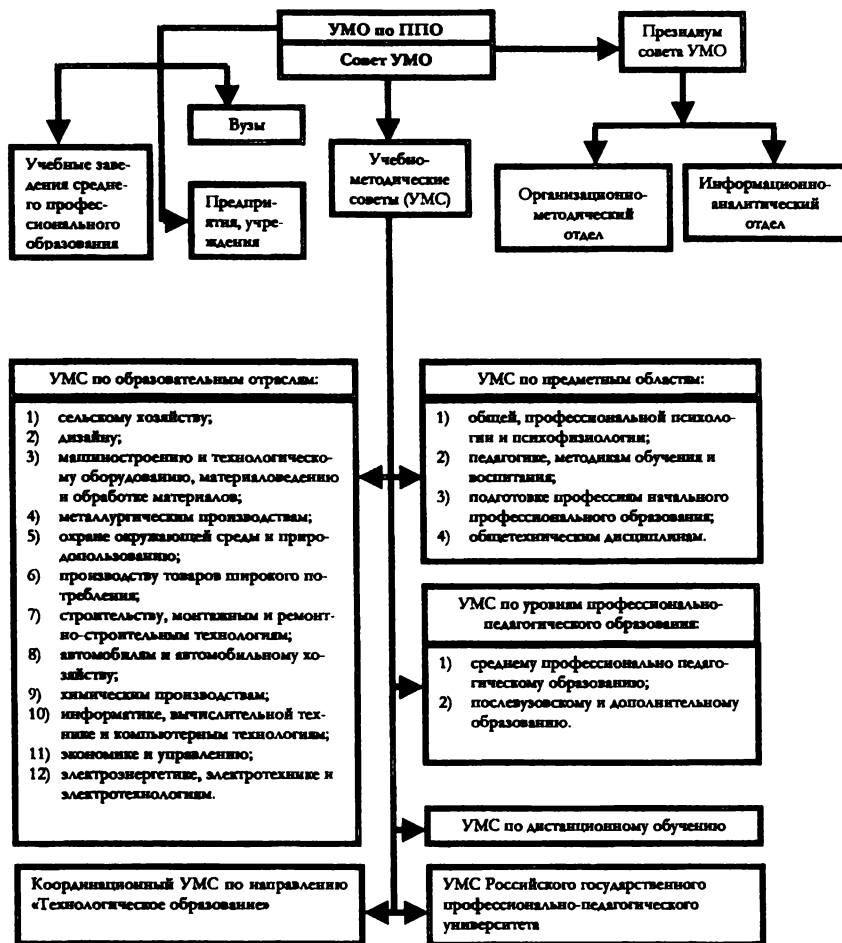 УМО по ППО
Совет УМО
Президиум
совета УМО
Вузы
Учебные заве-
дения средне-
го профес-
сионального
образования
Предпри-
ятия, учре-
ждения
Учебно-
методические
советы (УМС)
Организационно-
методический
отдел
Информационно-
аналитический
отдел
УМС по образовательным отраслям:
1) сельскому хозяйству;
2) дизайну;
3) машиностроению и технологическо-
му оборудованию, материаловедению
и обработке материалов;
4) металлургическим производствам;
5) охране окружающей среды и приро-
допользованию;
6) производству товаров широкого по-
требления;
7) строительству, монтажным и ремонт-
но-строительным технологиям;
8) автомобилям и автомобильному хо-
зяйству;
9) химическим производствам;
10) информатике, вычислительной тех-
нике и компьютерным технологиям;
11) экономике и управлению;
12) электроэнергетике, электротехнике и
электротехнологиям.
УМС по предметным областям:
1) общей, профессиональной психоло-
гии и психофизиологии;
2) педагогике, методикам обучения и
воспитания;
3) подготовке профессиям начального
профессионального образования;
4) общетехническим дисциплинам.
УМС по уровням профессионально-
педагогического образования:
1) среднему профессионально педаго-
гическому образованию;
2) послевузовскому и дополнительному
образованию.
УМС по дистанционному обучению
Координационный УМС по направлению
«Технологическое образование»
УМС Российского государственного
профессионально-педагогического
университета